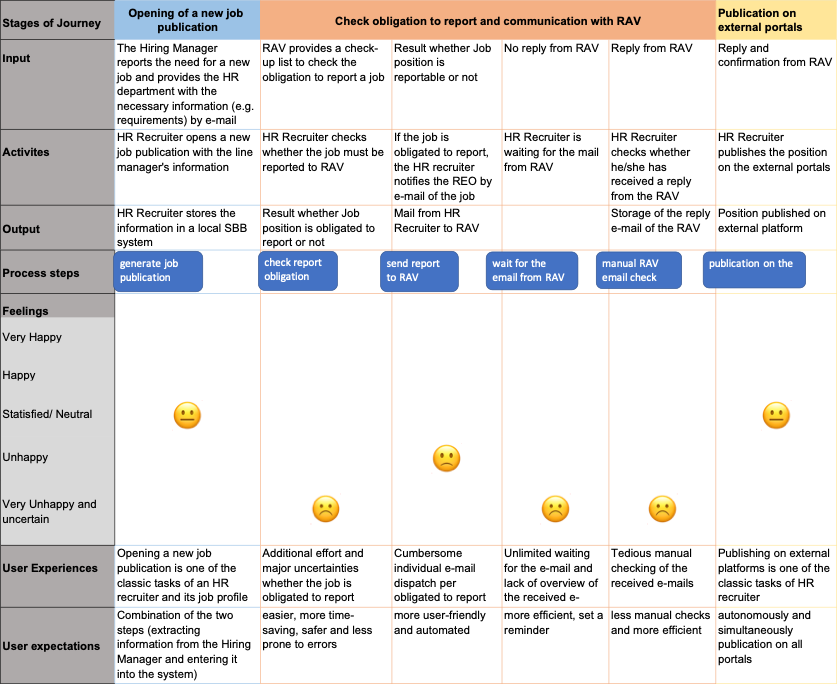 Stages of Journey
Opening of a new job
publication
Check obligation to report and communication with RAV
Publication on
external portals
Input
The Hiring Manager
reports the need for a new
job and provides the HR
department with the
necessary information (e.g.
requirements) by e-mail
RAV provides a check-
up list to check the
obligation to report a job
Result whether Job
position is
reportable or not
No reply from RAV
Reply from RAV
Reply and
confirmation from RAV
Activites
HR Recruiter opens a new
job publication with the line
manager's information
HR Recruiter checks
whether the job must be
reported to RAV
If the job is
obligated to report,
the HR recruiter
notifies the REO by
e-mail of the job
HR Recruiter is
waiting for the mail
from RAV
HR Recruiter
checks whether
he/she has
received a reply
from the RAV
HR Recruiter
publishes the position
on the external portals
Output
HR Recruiter stores the
information in a local SBB
system
Result whether Job
position is obligated to
report or not
Mail from HR
Recruiter to RAV
Storage of the reply
e-mail of the RAV
Position published on
external platform
Process steps
generate job
publication
check report
obligation
send report
to RAV
wait for the
email from RAV
manual RAV
email check
publication on the
Feelings
Very Happy
Happy
Statisfied/ Neutral
Unhappy
Very Unhappy and
uncertain
User Experiences
Opening a new job
publication is one of the
classic tasks of an HR
recruiter and its job profile
Additional effort and
major uncertainties
whether the job is
obligated to report
Cumbersome
individual e-mail
dispatch per
obligated to report
Unlimited waiting
for the e-mail and
lack of overview of
the received e-
Tedious manual
checking of the
received e-mails
Publishing on external
platforms is one of the
classic tasks of HR
recruiter
User expectations
Combination of the two
steps (extracting
information from the Hiring
Manager and entering it
into the system)
easier, more time-
saving, safer and less
prone to errors
more user-friendly
and automated
more efficient, set a
reminder
less manual checks
and more efficient
autonomously and
simultaneously
publication on all
portals